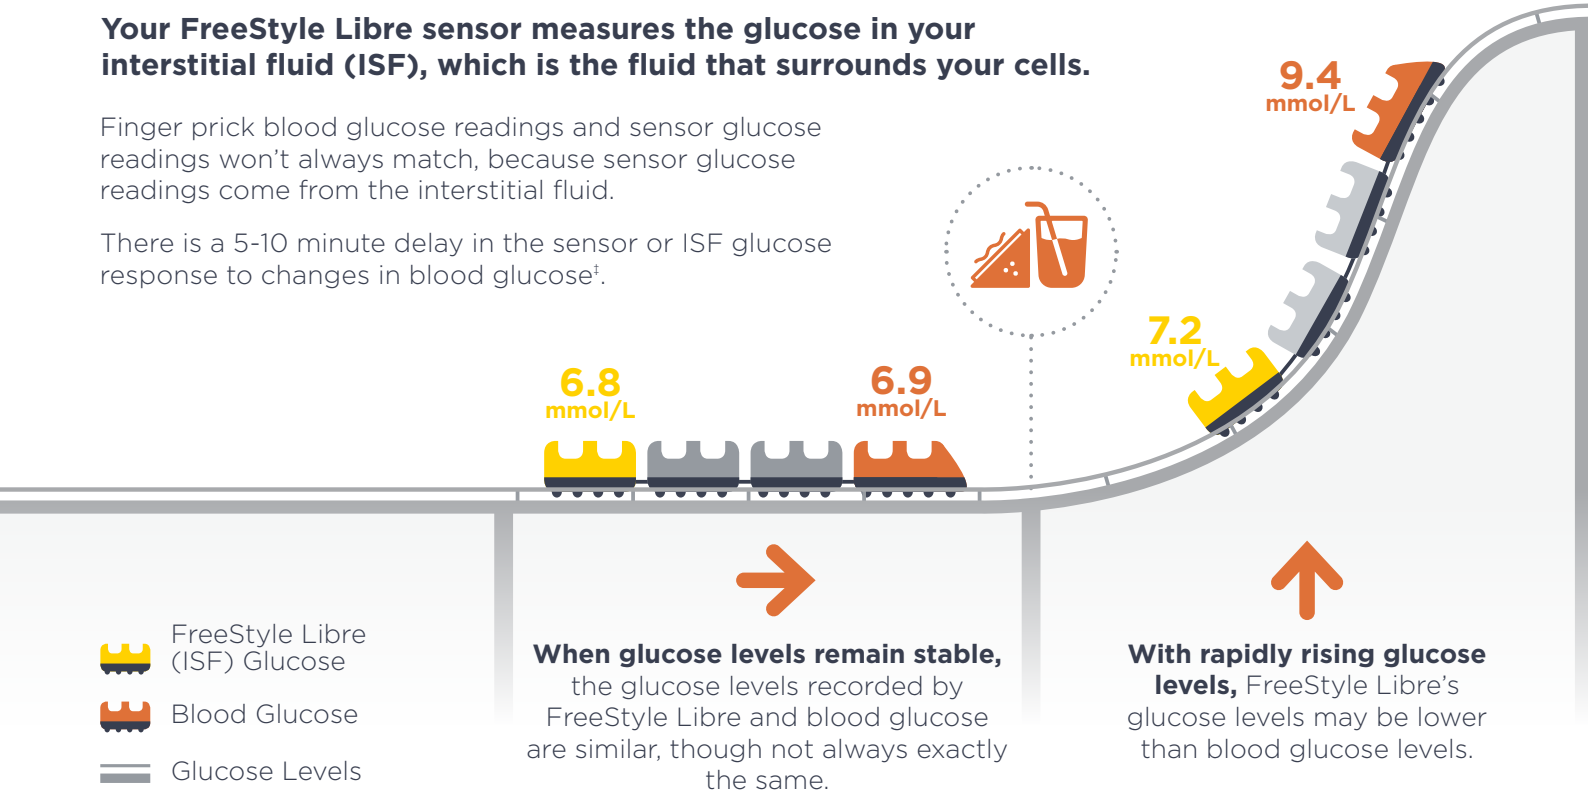 Your FreeStyle Libre sensor measures the glucose in your
interstitial fluid (ISF), which is the fluid that surrounds your cells.
Finger prick blood glucose readings and sensor glucose
readings won’t always match, because sensor glucose
readings come from the interstitial fluid.
There is a 5-10 minute delay in the sensor or ISF glucose
response to changes in blood glucose‡.
6.8
mmol/L
6.9
mmol/L
7.2
mmol/L
9.4
mmol/L
FreeStyle Libre
(ISF) Glucose
Blood Glucose
Glucose Levels
When glucose levels remain stable,
the glucose levels recorded by
FreeStyle Libre and blood glucose
are similar, though not always exactly
the same.
With rapidly rising glucose
levels, FreeStyle Libre’s
glucose levels may be lower
than blood glucose levels.